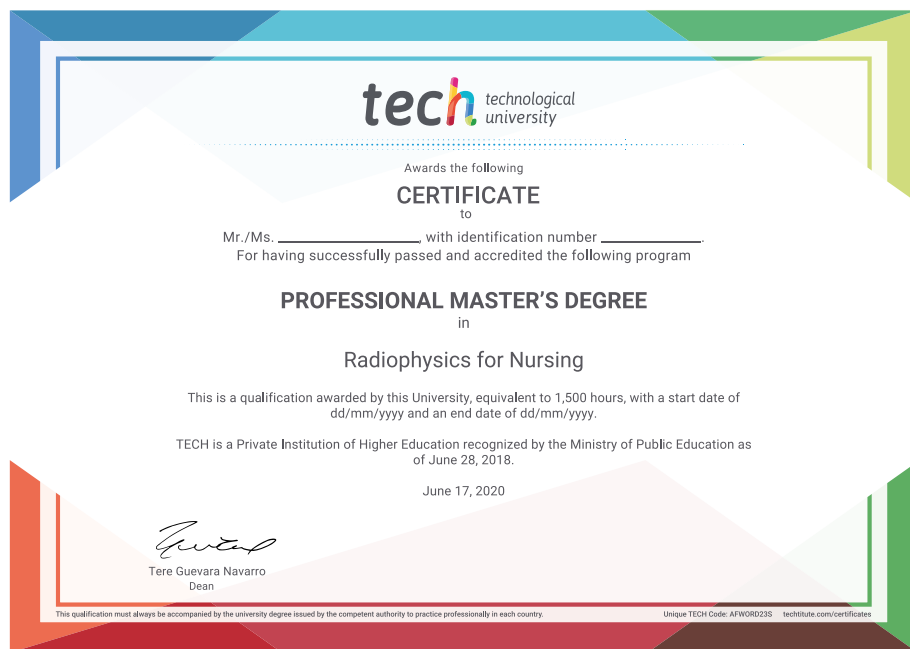 tech technological
university
Awards the following
CERTIFICATE
to
Mr./Ms. ____________, with identification number ____________.
For having successfully passed and accredited the following program
PROFESSIONAL MASTER'S DEGREE
in
Radiophysics for Nursing
This is a qualification awarded by this University, equivalent to 1,500 hours, with a start date of
dd/mm/yyyy and an end date of dd/mm/yyyy.
TECH is a Private Institution of Higher Education recognized by the Ministry of Public Education as
of June 28, 2018.
June 17, 2020
Tere Guevara Navarro
Dean
This qualification must always be accompanied by the university degree issued by the competent authority to practice professionally in each country. Unique TECH Code: AFWORD23S techtitute.com/certificates